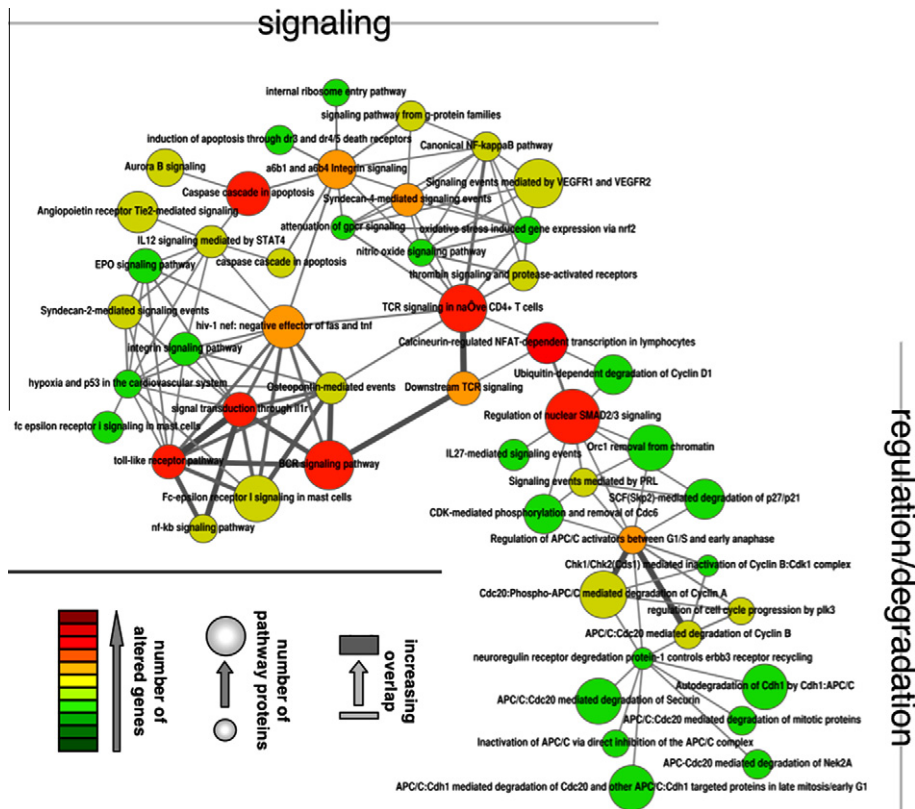 signaling
internal ribosome entry pathway
signaling pathway from g-protein families
induction of apoptosis through dr3 and dr4/5 death receptors
Canonical NF-kappaB pathway
Aurora B signaling
a6b1 and a6b4 Integrin signaling
Signaling events mediated by VEGFR1 and VEGFR2
Caspase cascade in apoptosis
Syndecan-4-mediated signaling events
Angiopoietin receptor Tie2-mediated signaling
attenuation of gpcr signaling
oxidative stress induced gene expression via nrf2
IL12 signaling mediated by STAT4
nitric oxide signaling pathway
EPO signaling pathway
caspase cascade in apoptosis
thrombin signaling and protease-activated receptors
Syndecan-2-mediated signaling events
TCR signaling in naÔve CD4+ T cells
hiv-1 nef: negative effector of fas and tnf
Calcineurin-regulated NFAT-dependent transcription in lymphocytes
integrin signaling pathway
Ubiquitin-dependent degradation of Cyclin D1
hypoxia and p53 in the cardiovascular system
Osteopontin-mediated events
Downstream TCR signaling
signal transduction through il1r
Regulation of nuclear SMAD2/3 signaling
fc epsilon receptor i signaling in mast cells
Orc1 removal from chromatin
toll-like receptor pathway
BCR signaling pathway
IL27-mediated signaling events
Signaling events mediated by PRL
Fc-epsilon receptor I signaling in mast cells
SCF(Skp2)-mediated degradation of p27/p21
CDK-mediated phosphorylation and removal of Cdc6
nf-kb signaling pathway
Regulation of APC/C activators between G1/S and early anaphase
Chk1/Chk2(Cds1) mediated inactivation of Cyclin B:Cdk1 complex
Cdc20:Phospho-APC/C mediated degradation of Cyclin A
regulation of cell cycle progression by plk3
APC/C:Cdc20 mediated degradation of Cyclin B
neuroregulin receptor degredation protein-1 controls erbb3 receptor recycling
Autodegradation of Cdh1 by Cdh1:APC/C
APC/C:Cdc20 mediated degradation of Securin
APC/C:Cdc20 mediated degradation of mitotic proteins
Inactivation of APC/C via direct inhibition of the APC/C complex
APC-Cdc20 mediated degradation of Nek2A
APC/C:Cdh1 mediated degradation of Cdc20 and other APC/C:Cdh1 targeted proteins in late mitosis/early G1
regulation/degradation
number of
altered genes
number of
pathway proteins
increasing
overlap